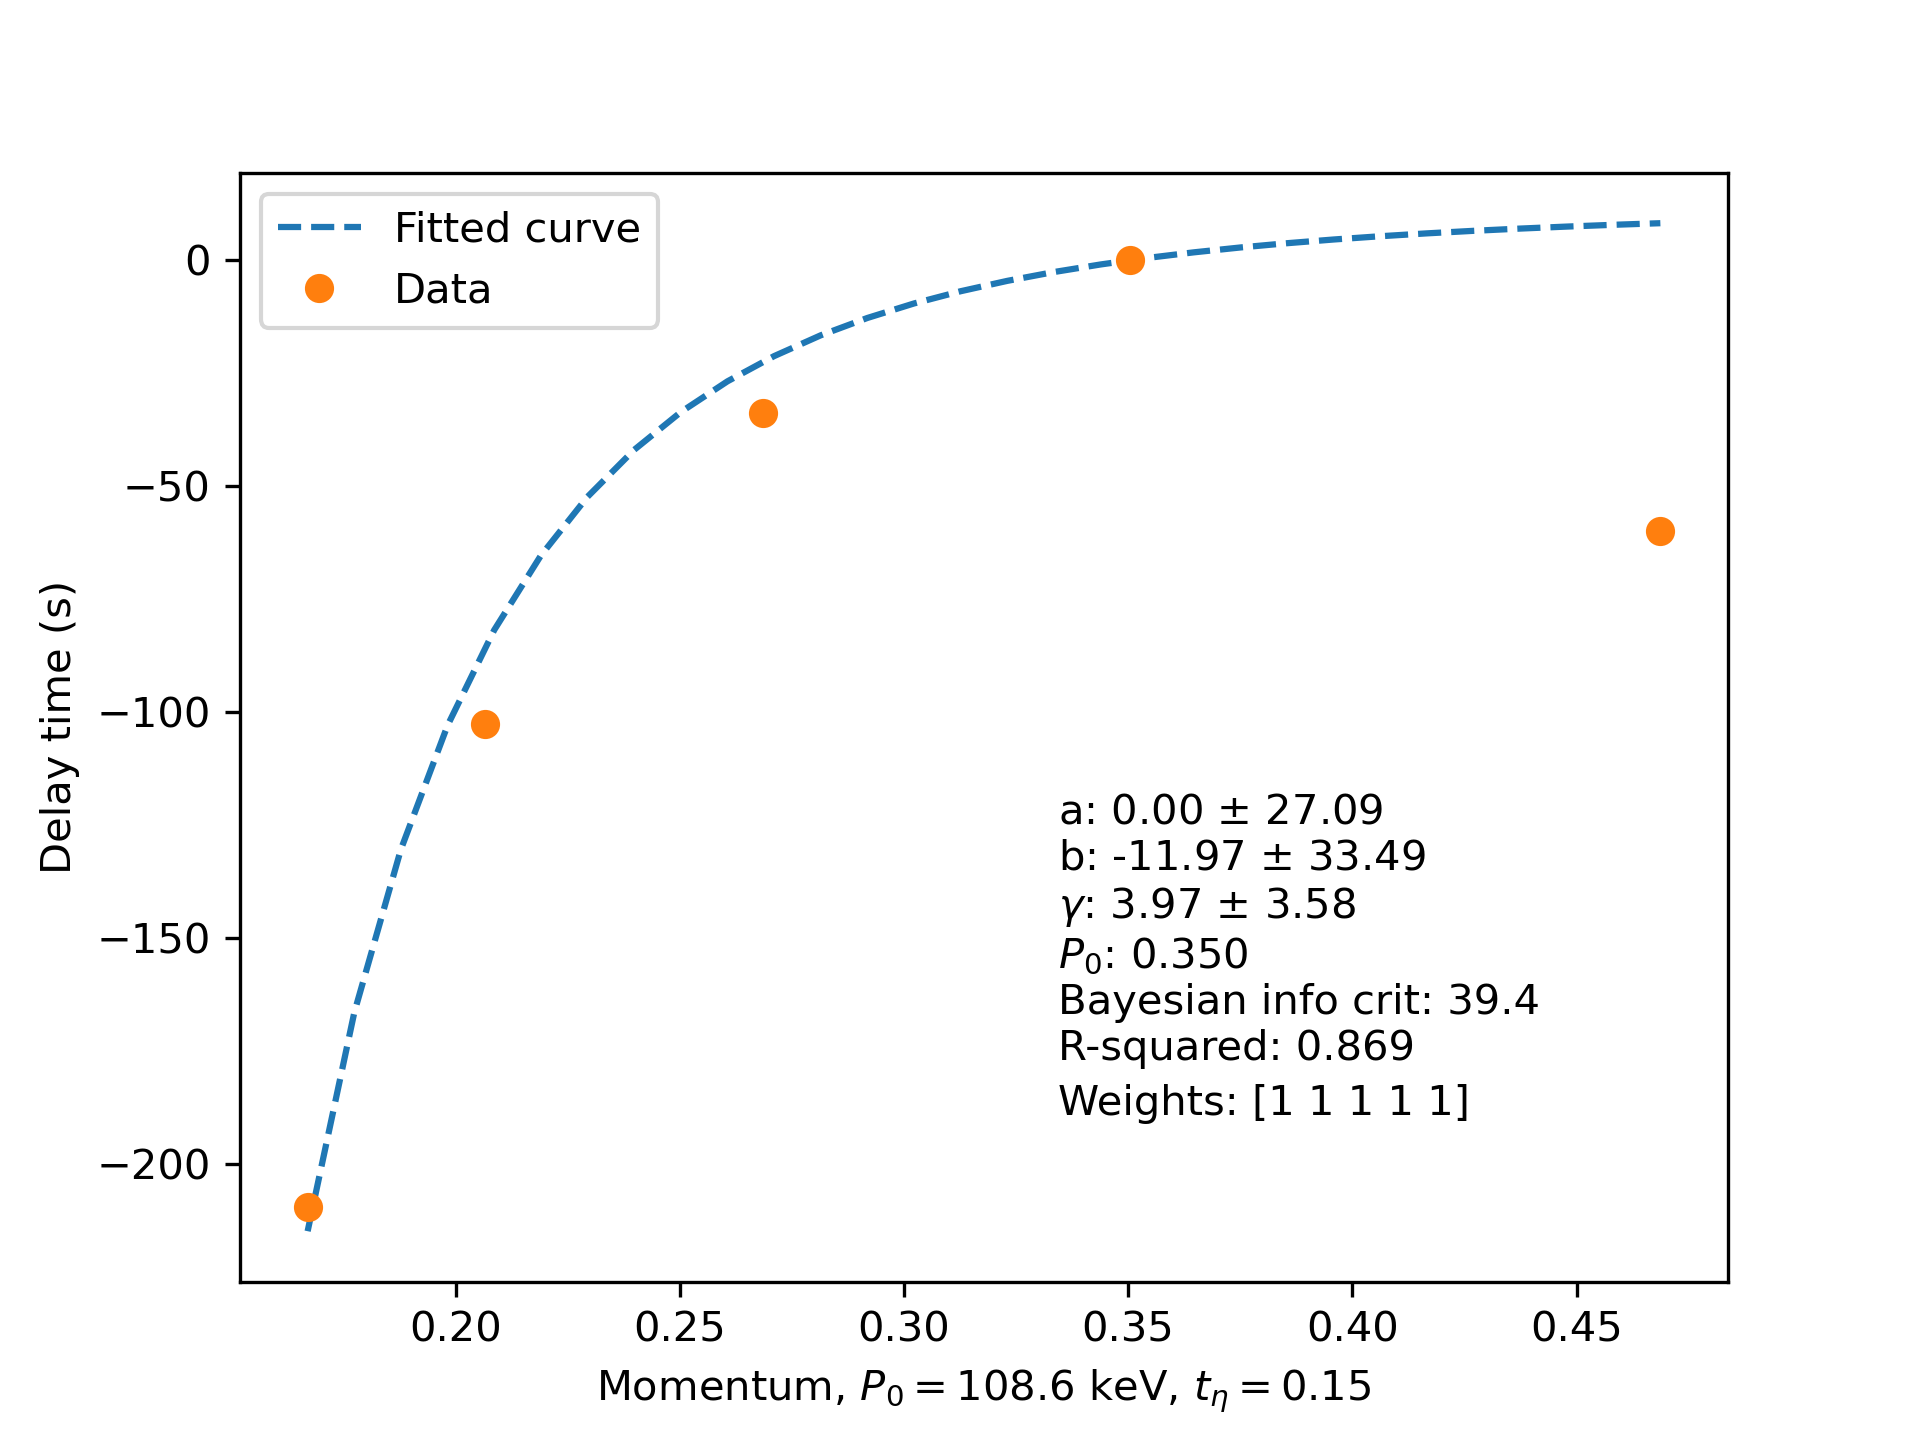 Fitted curve
Data
0
−50
−100
−150
−200
Delay time (s)
a: 0.00 ± 27.09
b: -11.97 ± 33.49
γ: 3.97 ± 3.58
P₀: 0.350
Bayesian info crit: 39.4
R-squared: 0.869
Weights: [1 1 1 1 1]
0.20 0.25 0.30 0.35 0.40 0.45
Momentum, P₀ = 108.6 keV, tη = 0.15